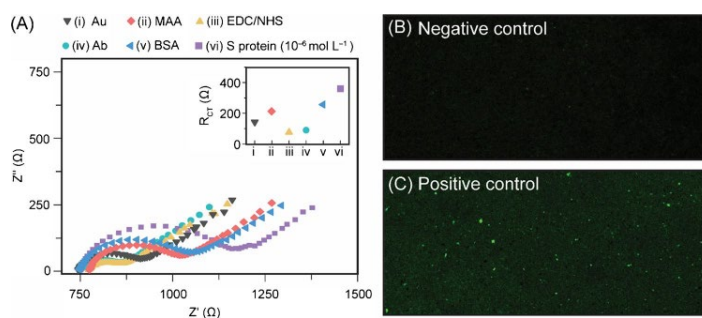 (A)
(i) Au (ii) MAA (iii) EDC/NHS
(iv) Ab (v) BSA (vi) S protein (10⁻⁶ mol L⁻¹)
Z'' (Ω)
750
500
250
0
750 1000 1250 1500
Z' (Ω)
R_CT (Ω)
400
200
0
i ii iii iv v vi
(B) Negative control
(C) Positive control